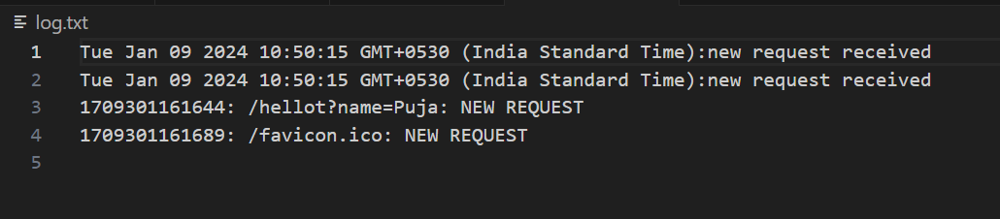 log.txt
1 Tue Jan 09 2024 10:50:15 GMT+0530 (India Standard Time):new request received
2 Tue Jan 09 2024 10:50:15 GMT+0530 (India Standard Time):new request received
3 1709301161644: /hellot?name=Puja: NEW REQUEST
4 1709301161689: /favicon.ico: NEW REQUEST
5